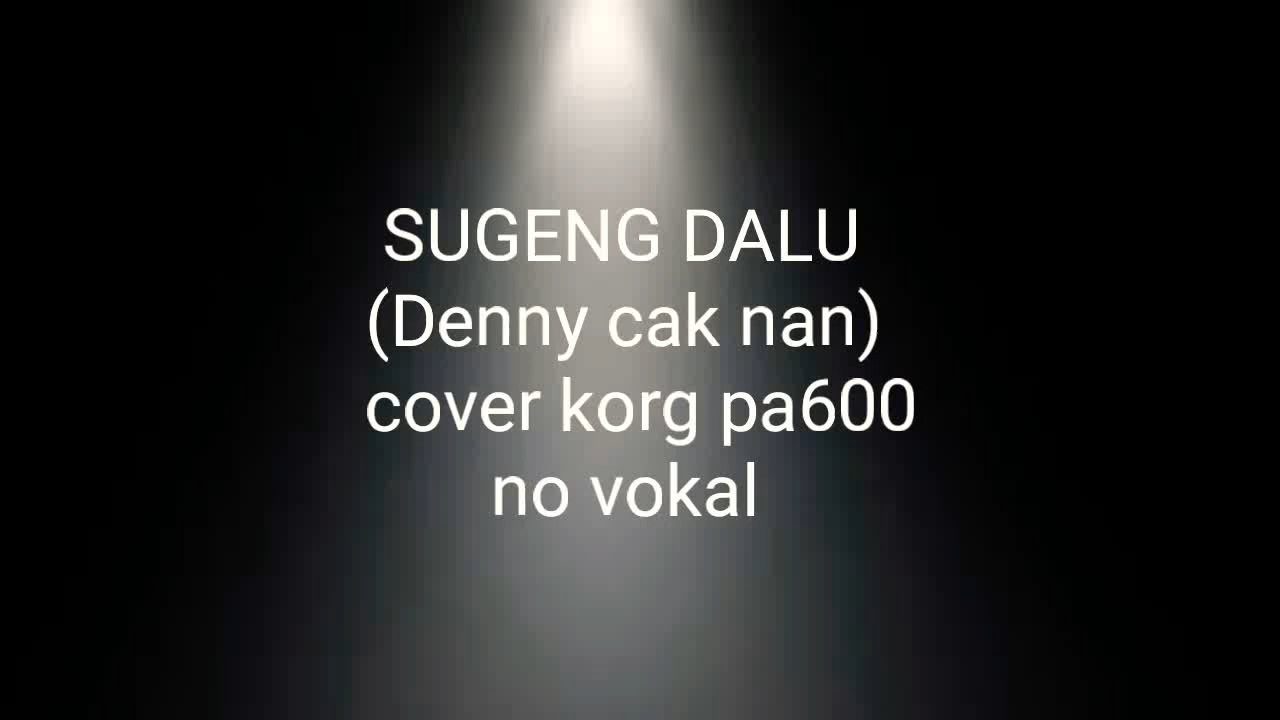 SUGENG DALU
(Denny cak nan)
cover korg pa600
no vokal